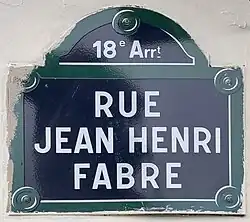 18e Arrt
RUE
JEAN HENRI
FABRE